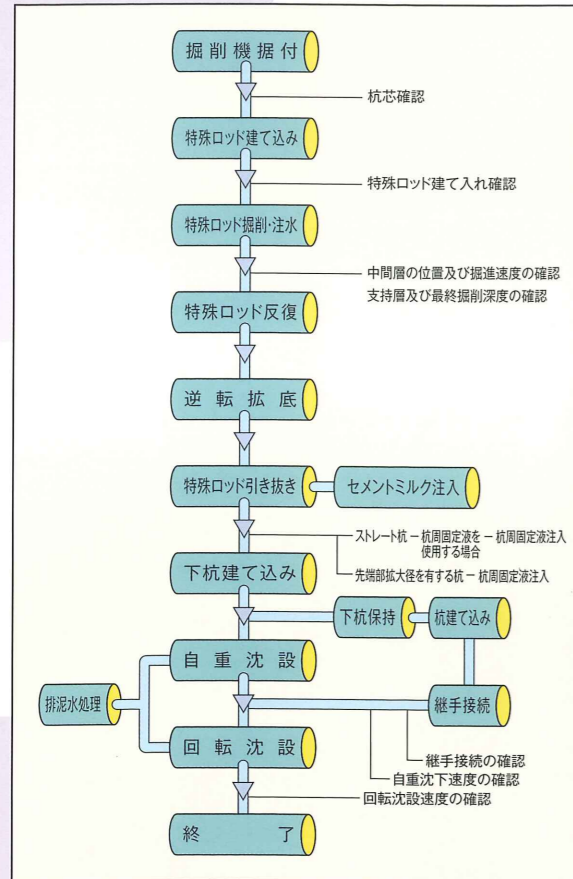 掘削機据付
杭芯確認
特殊ロッド建て込み
特殊ロッド建て入れ確認
特殊ロッド掘削・注水
中間層の位置及び掘進速度の確認
支持層及び最終掘削深度の確認
特殊ロッド反復
逆転拡底
特殊ロッド引き抜き
セメントミルク注入
ストレート杭 ー 杭周固定液を ー 杭周固定液注入
使用する場合
先端部拡大径を有する杭 ー 杭周固定液注入
下杭建て込み
下杭保持
杭建て込み
自重沈設
排泥水処理
継手接続
回転沈設
継手接続の確認
自重沈下速度の確認
回転沈設速度の確認
終了